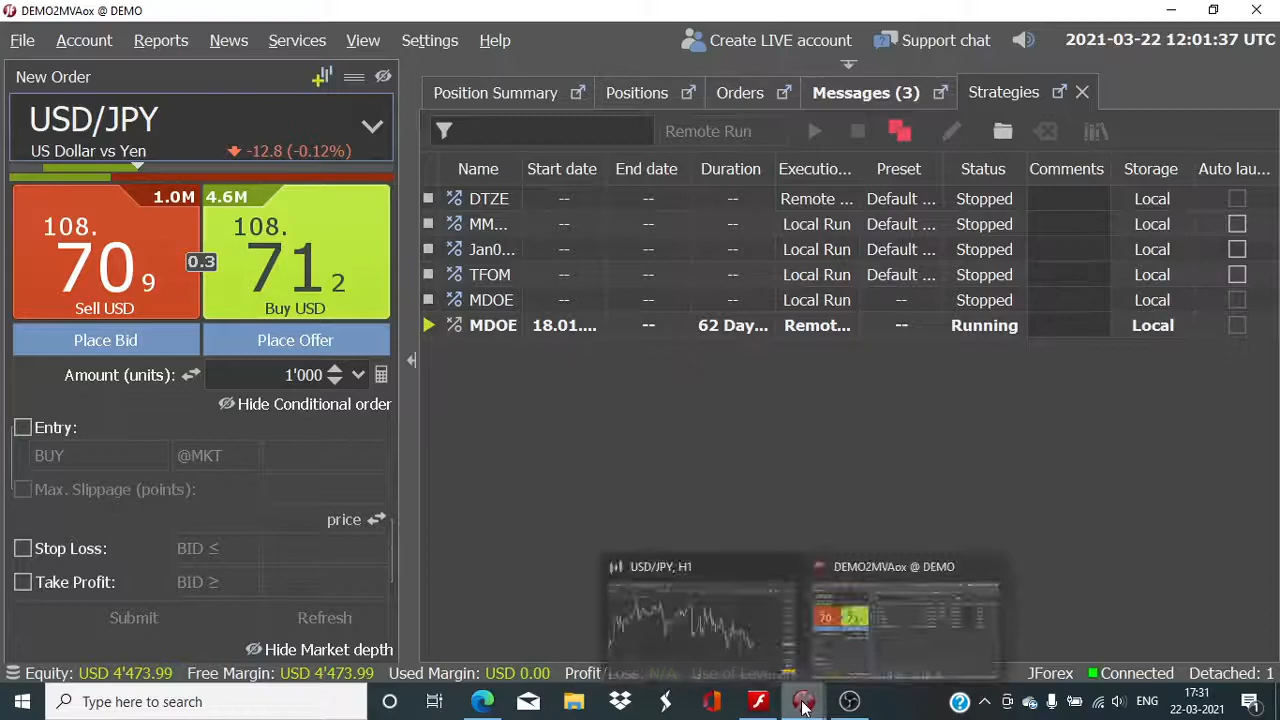 DEMO2MVAox @ DEMO
File Account Reports News Services View Settings Help Create LIVE account Support chat 2021-03-22 12:01:37 UTC
New Order
USD/JPY
US Dollar vs Yen -12.8 (-0.12%)
1.0M 4.6M
108. 108.
70 9 0.3 71 2
Sell USD Buy USD
Place Bid Place Offer
Amount (units): 1'000
Hide Conditional order
Entry:
BUY @MKT
Max. Slippage (points):
price
Stop Loss: BID ≤
Take Profit: BID ≥
Submit Refresh
Hide Market depth
Position Summary Positions Orders Messages (3) Strategies
Remote Run
Name Start date End date Duration Executio... Preset Status Comments Storage Auto lau...
DTZE -- -- -- Remote ... Default ... Stopped Local
MM... -- -- -- Local Run Default ... Stopped Local
Jan0... -- -- -- Local Run Default ... Stopped Local
TFOM -- -- -- Local Run Default ... Stopped Local
MDOE -- -- -- Local Run -- Stopped Local
MDOE 18.01.... -- 62 Day... Remot... -- Running Local
USD/JPY, H1 DEMO2MVAox @ DEMO
Equity: USD 4'473.99 Free Margin: USD 4'473.99 Used Margin: USD 0.00 Profit/Loss: N/A Use of Leverage JForex Connected Detached: 1
Type here to search ENG 17:31
22-03-2021